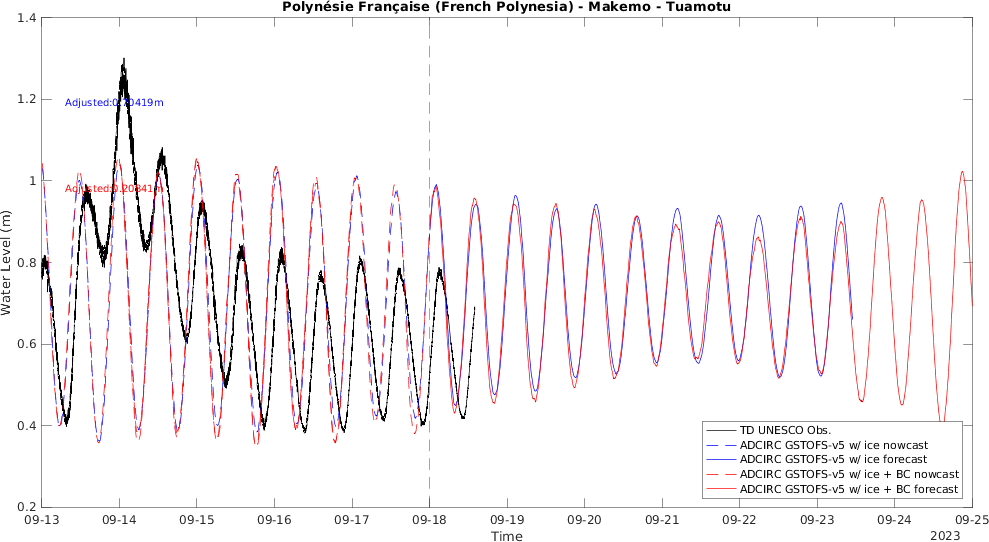 Polynésie Française (French Polynesia) - Makemo - Tuamotu
Water Level (m)
1.4
1.2
1
0.8
0.6
0.4
0.2
Adjusted:0.70419m
Adjusted:0.20841m
TD UNESCO Obs.
ADCIRC GSTOFS-v5 w/ ice nowcast
ADCIRC GSTOFS-v5 w/ ice forecast
ADCIRC GSTOFS-v5 w/ ice + BC nowcast
ADCIRC GSTOFS-v5 w/ ice + BC forecast
09-13 09-14 09-15 09-16 09-17 09-18 09-19 09-20 09-21 09-22 09-23 09-24 09-25
Time
2023